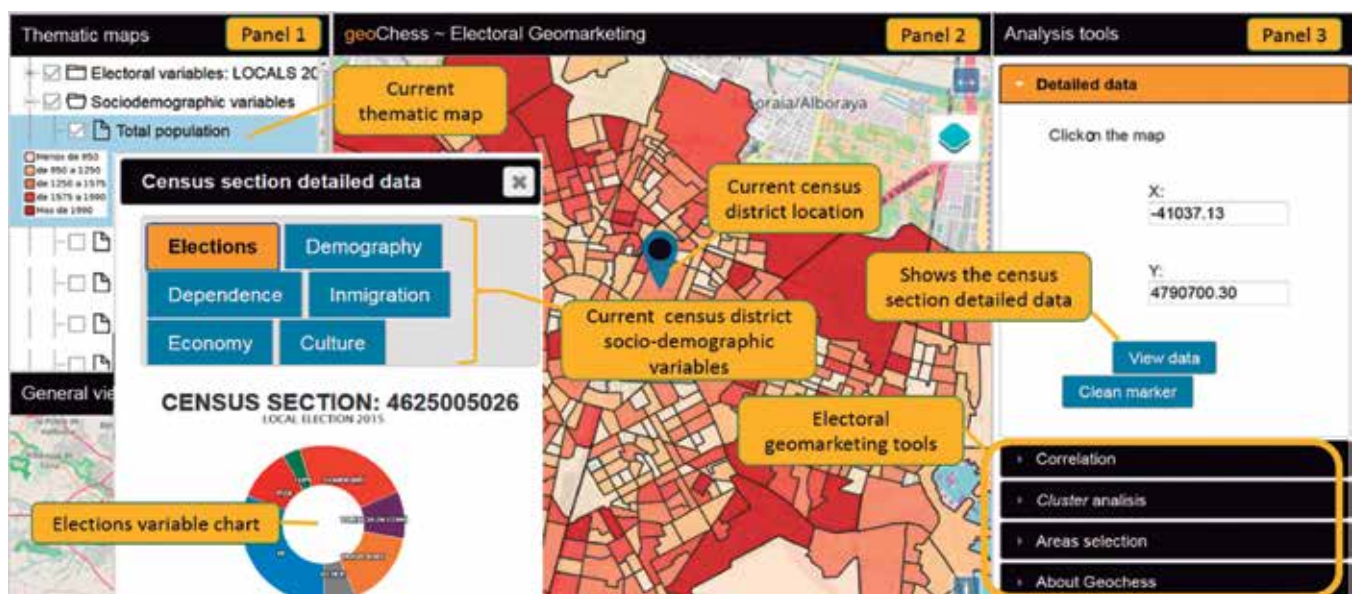 Thematic maps
Panel 1
geoChess ~ Electoral Geomarketing
Panel 2
Analysis tools
Panel 3
Electoral variables: LOCALS 20
Sociodemographic variables
Total population
Menos de 950
de 950 a 1250
de 1250 a 1575
de 1575 a 1990
Mas de 1990
Current
thematic map
Census section detailed data
Elections
Demography
Dependence
Inmigration
Economy
Culture
CENSUS SECTION: 4625005026
LOCAL ELECTION 2015
Elections variable chart
General vie
oraia/Alboraya
Current census
district location
Current census district
socio-demographic
variables
Shows the census
section detailed data
Electoral
geomarketing tools
Detailed data
Clickon the map
X:
-41037.13
Y:
4790700.30
View data
Clean marker
Correlation
Cluster analisis
Areas selection
About Geochess